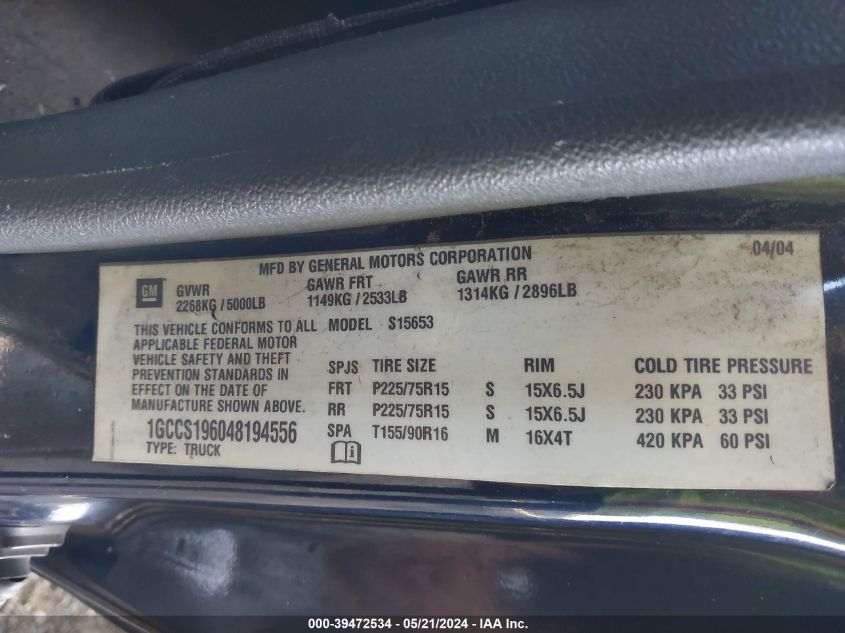 MFD BY GENERAL MOTORS CORPORATION 04/04
GM
GVWR GAWR FRT GAWR RR
2268KG / 5000LB 1149KG / 2533LB 1314KG / 2896LB
THIS VEHICLE CONFORMS TO ALL
APPLICABLE FEDERAL MOTOR
VEHICLE SAFETY AND THEFT
PREVENTION STANDARDS IN
EFFECT ON THE DATE OF
MANUFACTURE SHOWN ABOVE.
1GCCS196048194556
TYPE: TRUCK
MODEL S15653
SPJS TIRE SIZE RIM COLD TIRE PRESSURE
FRT P225/75R15 S 15X6.5J 230 KPA 33 PSI
RR P225/75R15 S 15X6.5J 230 KPA 33 PSI
SPA T155/90R16 M 16X4T 420 KPA 60 PSI
000-39472534 - 05/21/2024 - IAA Inc.